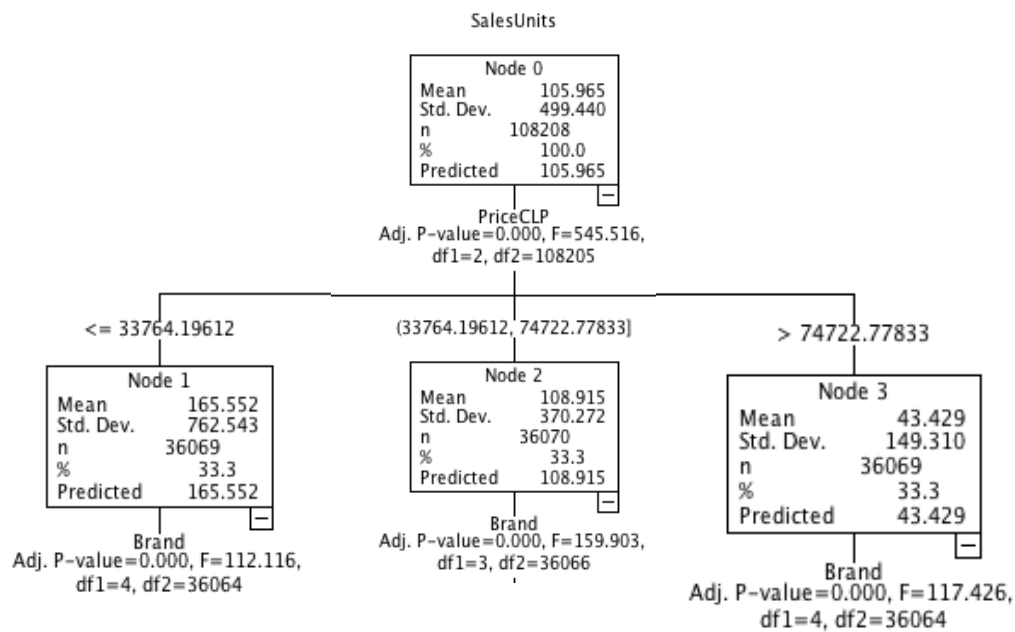 SalesUnits
Node 0
Mean 105.965
Std. Dev. 499.440
n 108208
% 100.0
Predicted 105.965
PriceCLP
Adj. P-value=0.000, F=545.516,
df1=2, df2=108205
<= 33764.19612
(33764.19612, 74722.77833]
> 74722.77833
Node 1
Mean 165.552
Std. Dev. 762.543
n 36069
% 33.3
Predicted 165.552
Brand
Adj. P-value=0.000, F=112.116,
df1=4, df2=36064
Node 2
Mean 108.915
Std. Dev. 370.272
n 36070
% 33.3
Predicted 108.915
Brand
Adj. P-value=0.000, F=159.903,
df1=3, df2=36066
Node 3
Mean 43.429
Std. Dev. 149.310
n 36069
% 33.3
Predicted 43.429
Brand
Adj. P-value=0.000, F=117.426,
df1=4, df2=36064